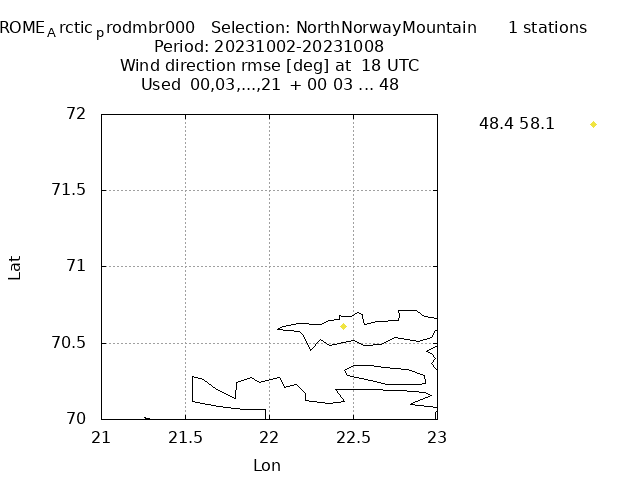 ROME_Arctic_prodmbr000 Selection: NorthNorwayMountain 1 stations
Period: 20231002-20231008
Wind direction rmse [deg] at 18 UTC
Used 00,03,...,21 + 00 03 ... 48
48.4 58.1
72
71.5
71
70.5
70
Lat
21 21.5 22 22.5 23
Lon